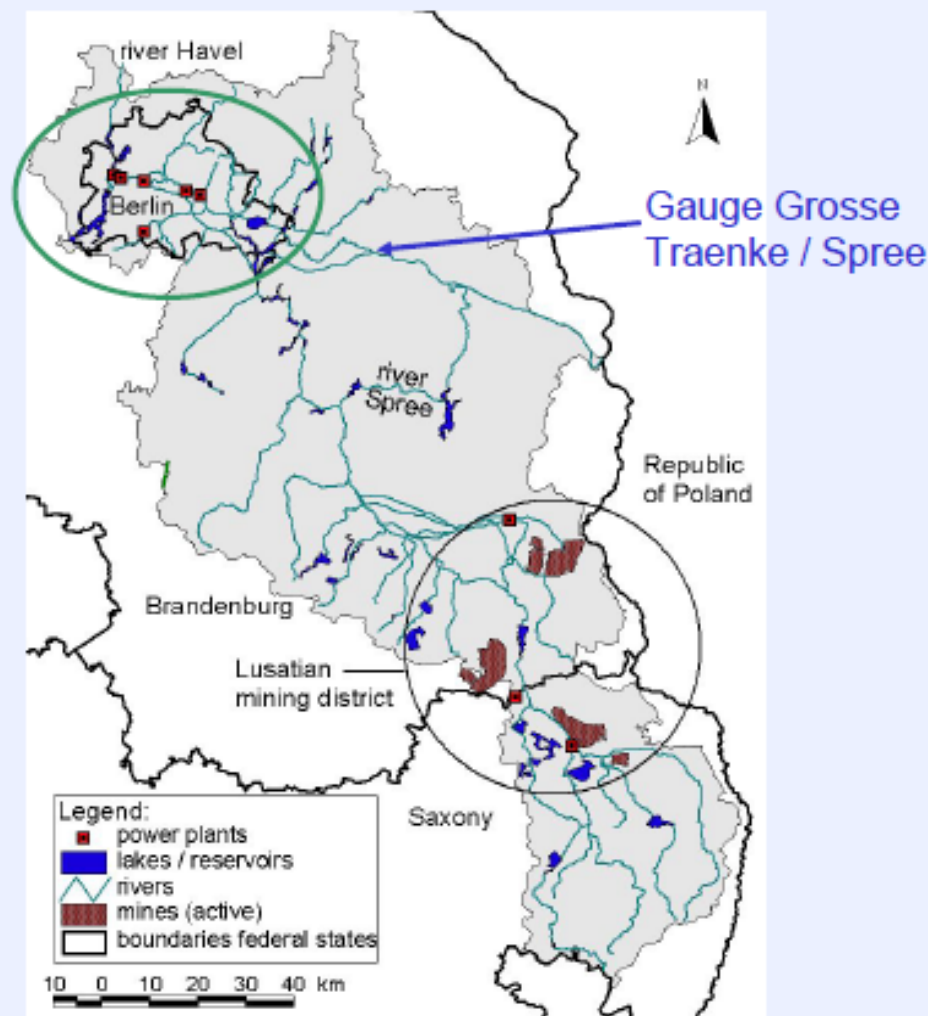 river Havel
N
Berlin
Gauge Grosse
Traenke / Spree
river
Spree
Republic
of Poland
Brandenburg
Lusatian
mining district
Saxony
Legend:
power plants
lakes / reservoirs
rivers
mines (active)
boundaries federal states
10 0 10 20 30 40 km